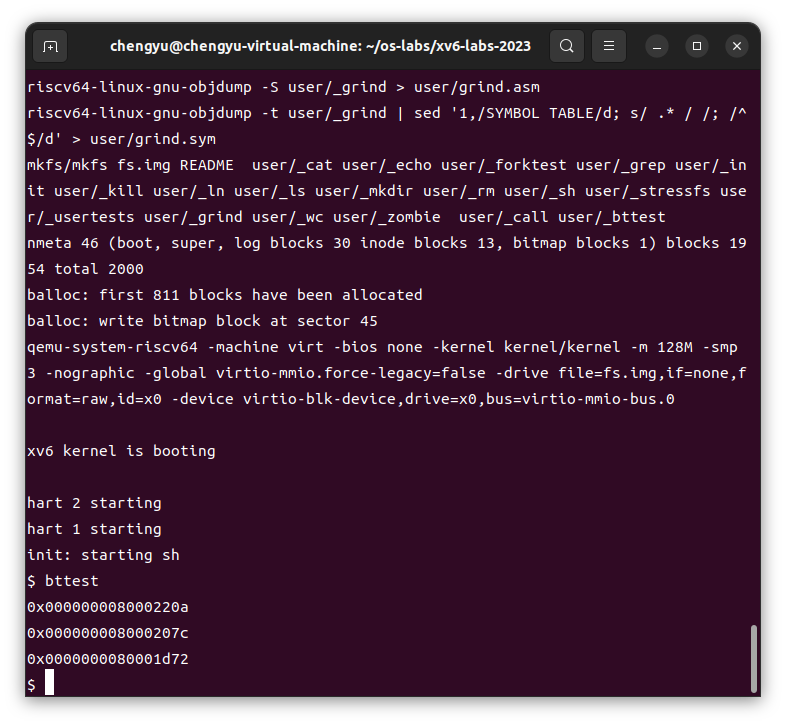 chengyu@chengyu-virtual-machine: ~/os-labs/xv6-labs-2023
riscv64-linux-gnu-objdump -S user/_grind > user/grind.asm
riscv64-linux-gnu-objdump -t user/_grind | sed '1,/SYMBOL TABLE/d; s/ .* / /; /^
$/d' > user/grind.sym
mkfs/mkfs fs.img README  user/_cat user/_echo user/_forktest user/_grep user/_in
it user/_kill user/_ln user/_ls user/_mkdir user/_rm user/_sh user/_stressfs use
r/_usertests user/_grind user/_wc user/_zombie  user/_call user/_bttest
nmeta 46 (boot, super, log blocks 30 inode blocks 13, bitmap blocks 1) blocks 19
54 total 2000
balloc: first 811 blocks have been allocated
balloc: write bitmap block at sector 45
qemu-system-riscv64 -machine virt -bios none -kernel kernel/kernel -m 128M -smp
3 -nographic -global virtio-mmio.force-legacy=false -drive file=fs.img,if=none,f
ormat=raw,id=x0 -device virtio-blk-device,drive=x0,bus=virtio-mmio-bus.0
xv6 kernel is booting
hart 2 starting
hart 1 starting
init: starting sh
$ bttest
0x000000008000220a
0x000000008000207c
0x0000000080001d72
$